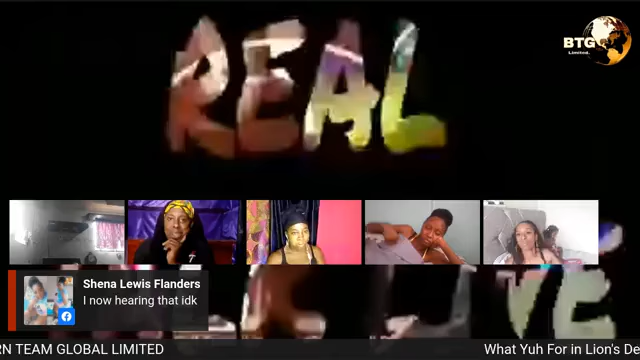 REAL
BTG
Limited.
Shena Lewis Flanders
I now hearing that idk
VE
RN TEAM GLOBAL LIMITED
What Yuh For in Lion's De